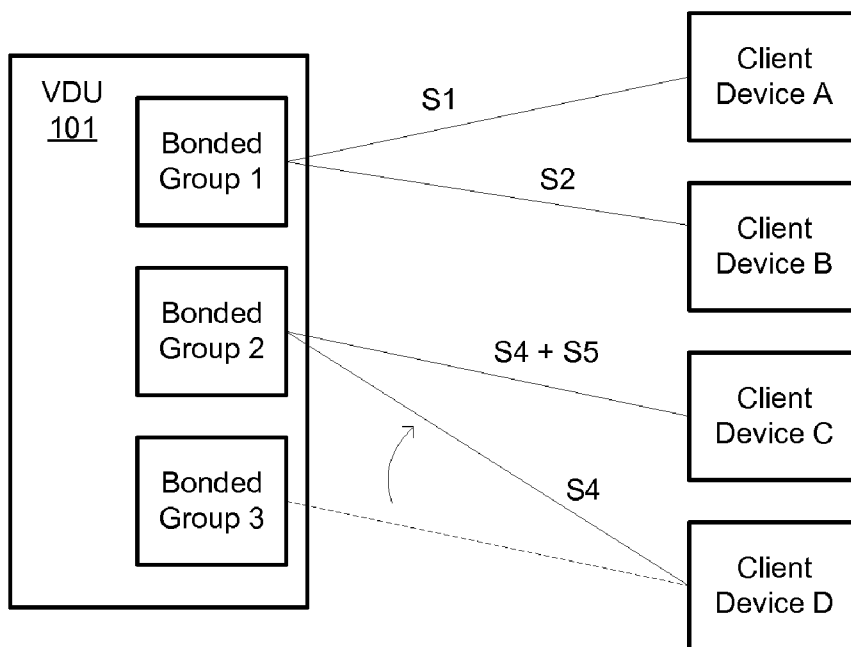 VDU
101
Bonded
Group 1
Bonded
Group 2
Bonded
Group 3
S1
S2
S4 + S5
S4
Client
Device A
Client
Device B
Client
Device C
Client
Device D